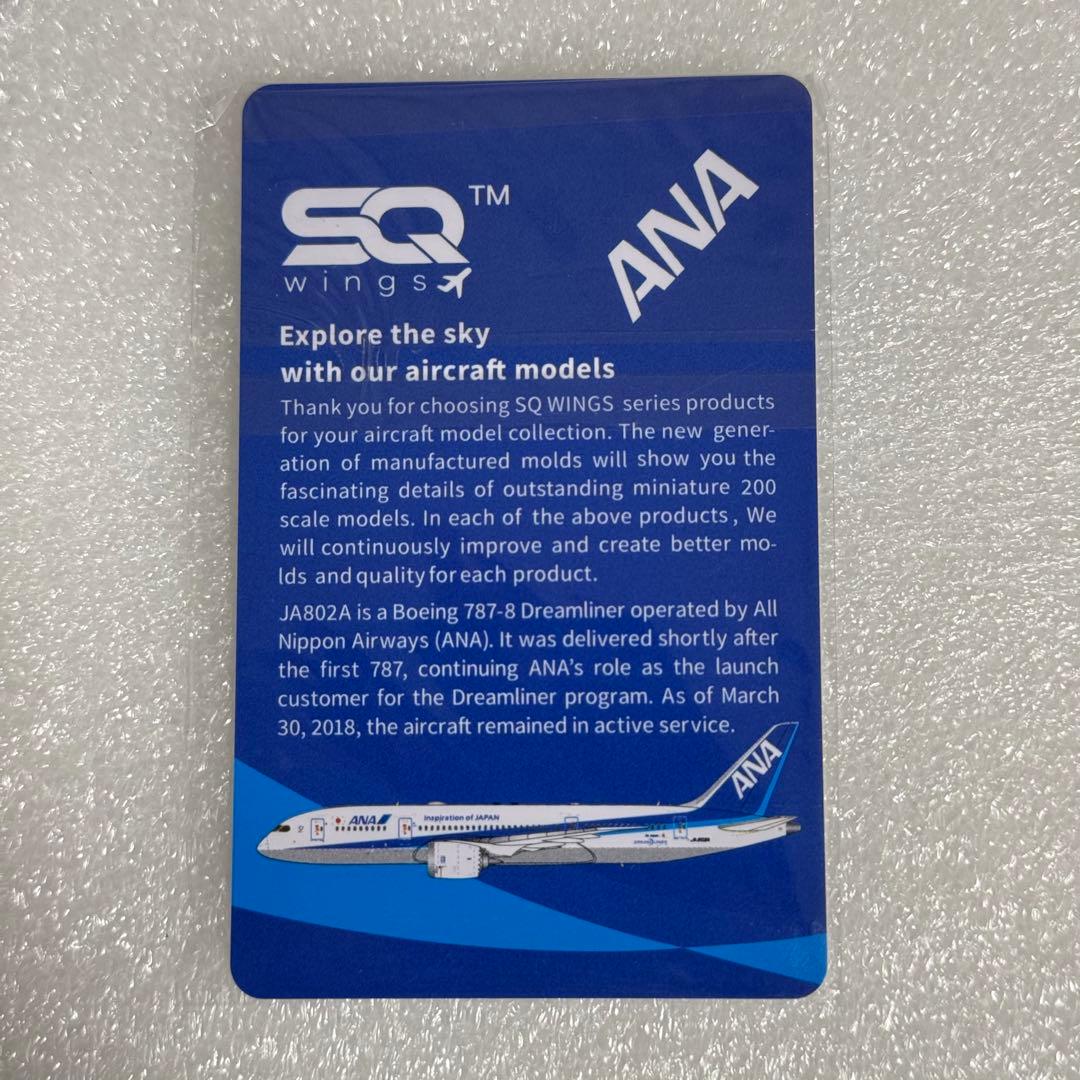 SQ™
wings
ANA
Explore the sky
with our aircraft models
Thank you for choosing SQ WINGS series products
for your aircraft model collection. The new gener-
ation of manufactured molds will show you the
fascinating details of outstanding miniature 200
scale models. In each of the above products, We
will continuously improve and create better mo-
lds and quality for each product.
JA802A is a Boeing 787-8 Dreamliner operated by All
Nippon Airways (ANA). It was delivered shortly after
the first 787, continuing ANA's role as the launch
customer for the Dreamliner program. As of March
30, 2018, the aircraft remained in active service.
ANA
ANA
Inspiration of JAPAN